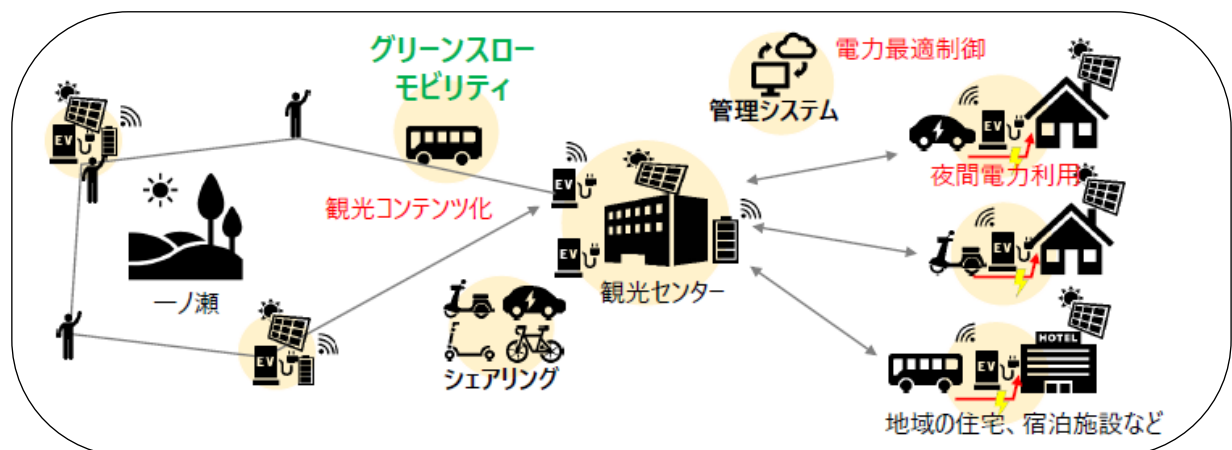 グリーンスロー
モビリティ
電力最適制御
管理システム
EV
EV
夜間電力利用
観光コンテンツ化
EV
EV
EV
一ノ瀬
観光センター
EV
HOTEL
EV
EV
シェアリング
地域の住宅、宿泊施設など